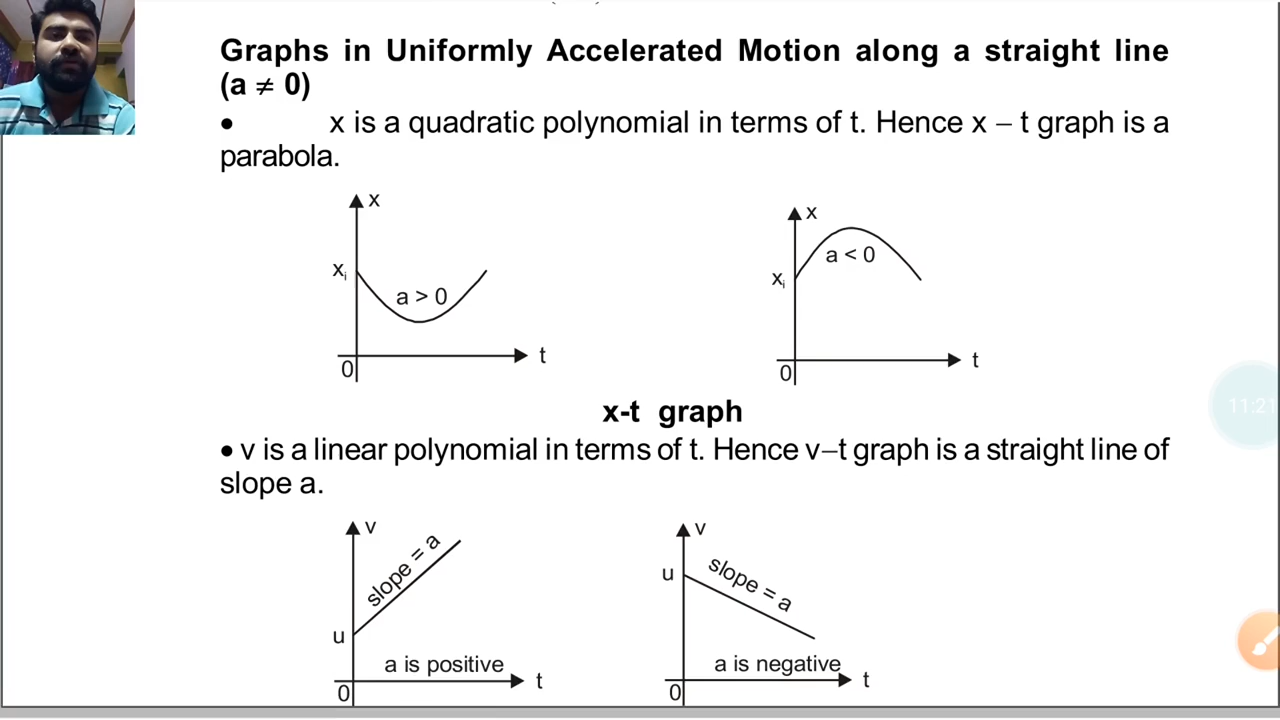 Graphs in Uniformly Accelerated Motion along a straight line
(a ≠ 0)
• x is a quadratic polynomial in terms of t. Hence x – t graph is a
parabola.
x
x
xi
a > 0
xi
a < 0
0
t
0
t
x-t graph
• v is a linear polynomial in terms of t. Hence v–t graph is a straight line of
slope a.
v
slope = a
u
a is positive
0
t
v
slope = a
u
a is negative
0
t
11:21